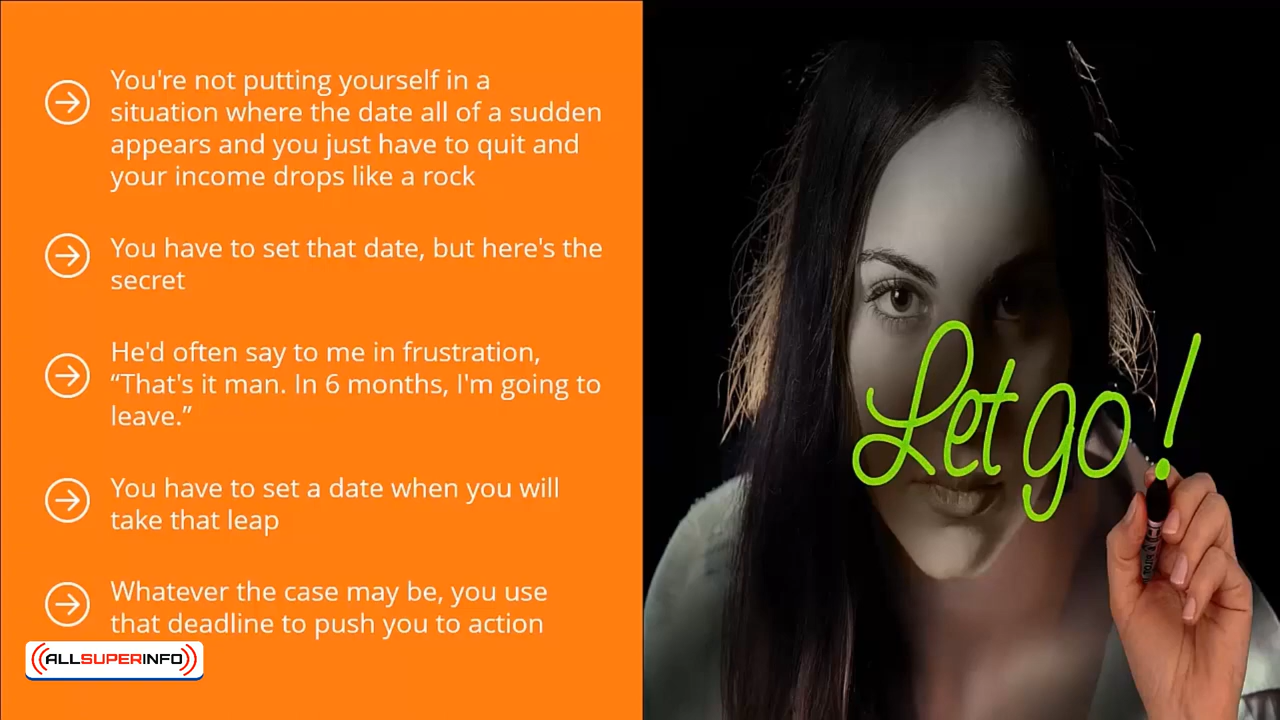 You're not putting yourself in a
situation where the date all of a sudden
appears and you just have to quit and
your income drops like a rock
You have to set that date, but here's the
secret
He'd often say to me in frustration,
“That's it man. In 6 months, I'm going to
leave.”
You have to set a date when you will
take that leap
Whatever the case may be, you use
that deadline to push you to action
ALLSUPERINFO
Let go!